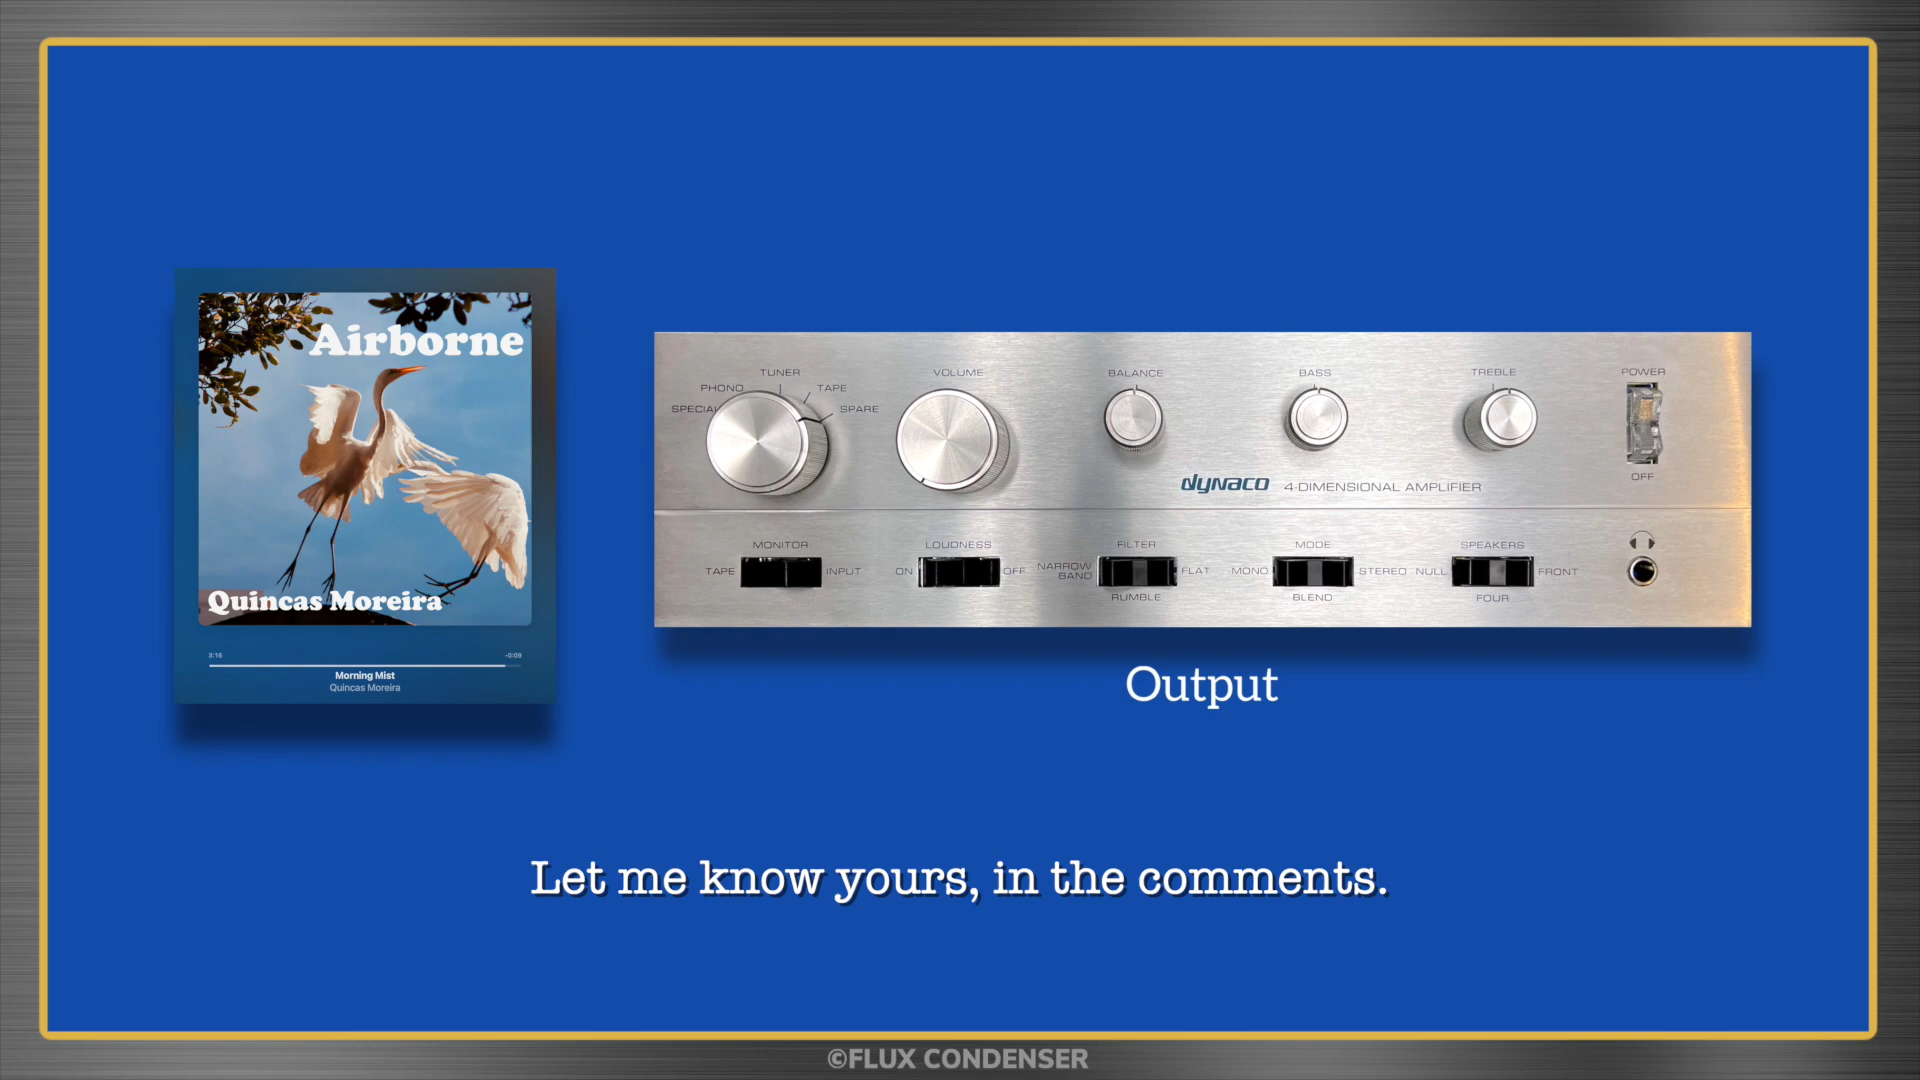 Airborne
Quincas Moreira
3:16 -0:09
Morning Mist
Quincas Moreira
SPECIAL PHONO TUNER TAPE SPARE
VOLUME
BALANCE
BASS
TREBLE
POWER
OFF
dynaco 4-DIMENSIONAL AMPLIFIER
MONITOR
TAPE INPUT
LOUDNESS
ON OFF
FILTER
NARROW
BAND FLAT
RUMBLE
MODE
MONO STEREO
BLEND
SPEAKERS
NULL FRONT
FOUR
Output
Let me know yours, in the comments.
©FLUX CONDENSER